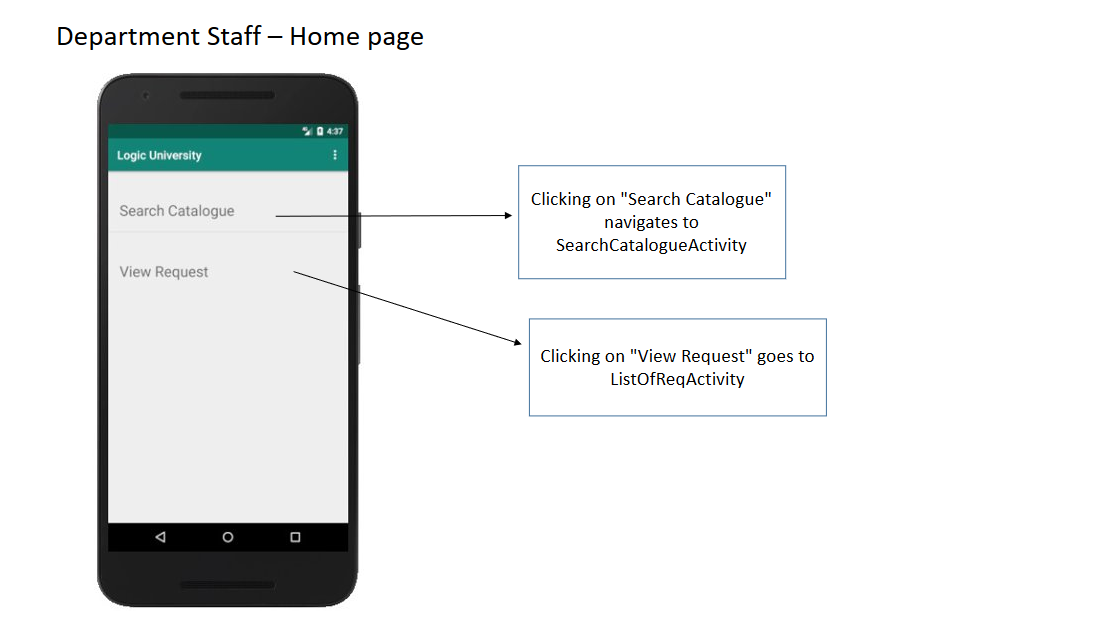 Department Staff – Home page
4:37
Logic University
Search Catalogue
View Request
Clicking on "Search Catalogue"
navigates to
SearchCatalogueActivity
Clicking on "View Request" goes to
ListOfReqActivity